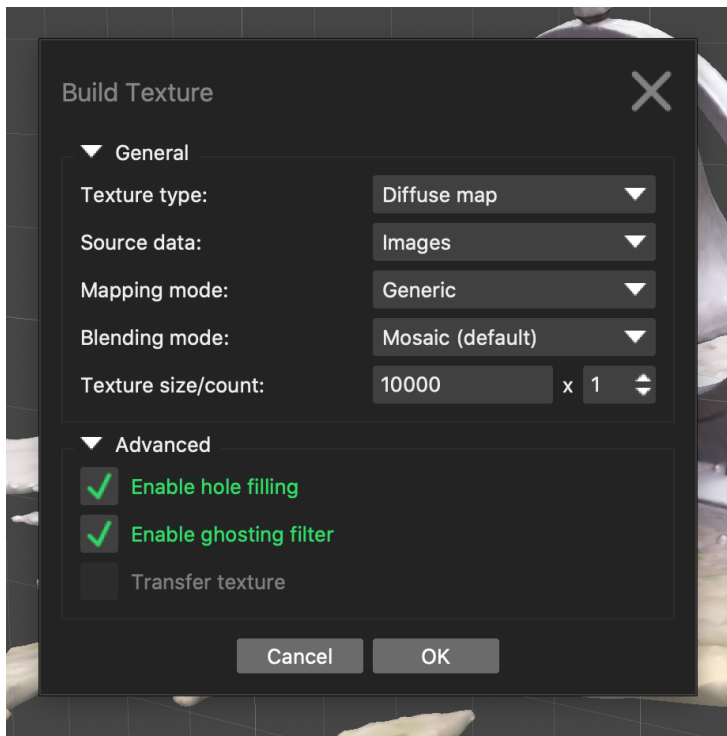 Build Texture
General
Texture type: Diffuse map
Source data: Images
Mapping mode: Generic
Blending mode: Mosaic (default)
Texture size/count: 10000 x 1
Advanced
Enable hole filling
Enable ghosting filter
Transfer texture
Cancel OK